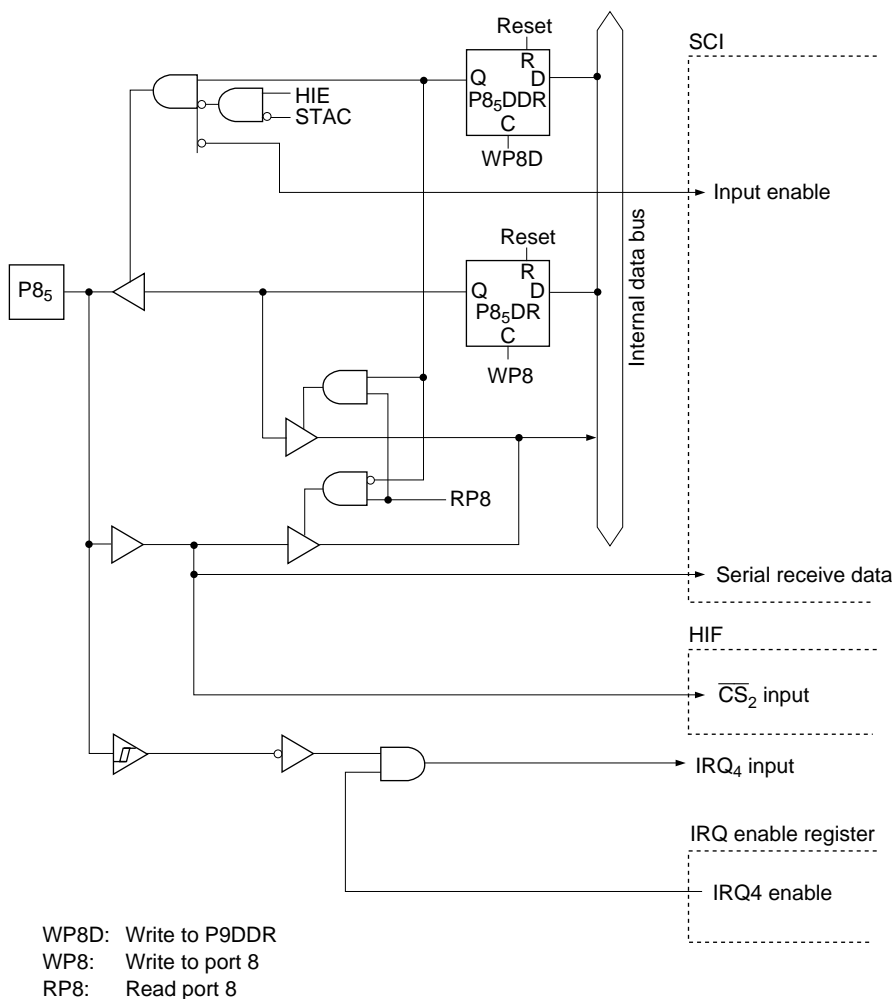 Reset
SCI
R
Q D
HIE
P8₅DDR
STAC
C
WP8D
Input enable
Internal data bus
Reset
R
P8₅
Q D
P8₅DR
C
WP8
RP8
Serial receive data
HIF
C̅S̅₂ input
IRQ₄ input
IRQ enable register
IRQ4 enable
WP8D: Write to P9DDR
WP8: Write to port 8
RP8: Read port 8